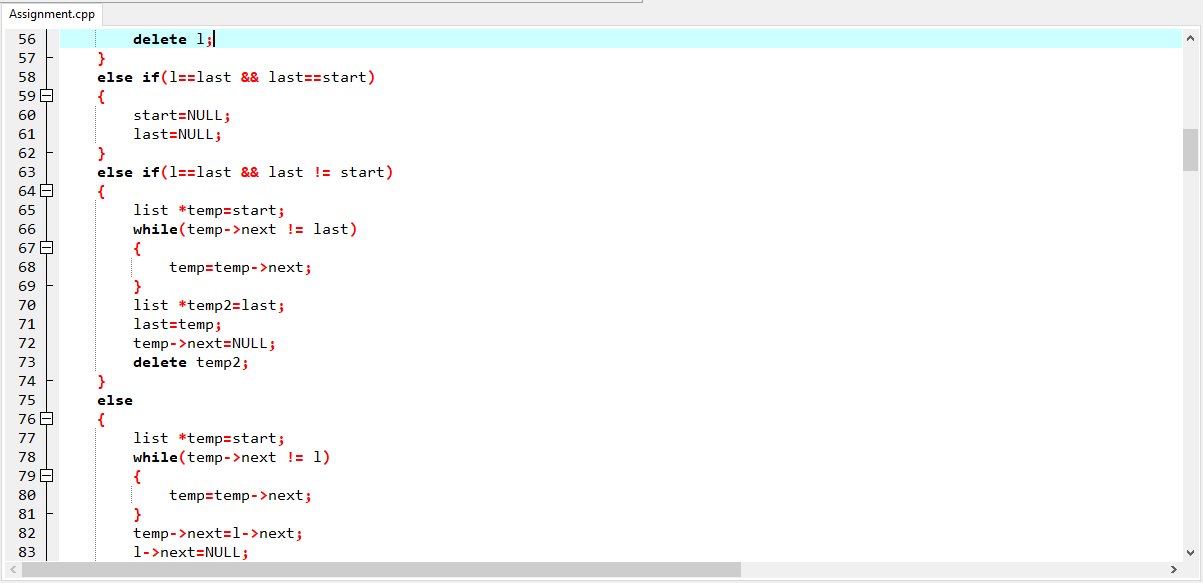 Assignment.cpp
56 delete l;
57 }
58 else if(l==last && last==start)
59 {
60 start=NULL;
61 last=NULL;
62 }
63 else if(l==last && last != start)
64 {
65 list *temp=start;
66 while(temp->next != last)
67 {
68 temp=temp->next;
69 }
70 list *temp2=last;
71 last=temp;
72 temp->next=NULL;
73 delete temp2;
74 }
75 else
76 {
77 list *temp=start;
78 while(temp->next != l)
79 {
80 temp=temp->next;
81 }
82 temp->next=l->next;
83 l->next=NULL;